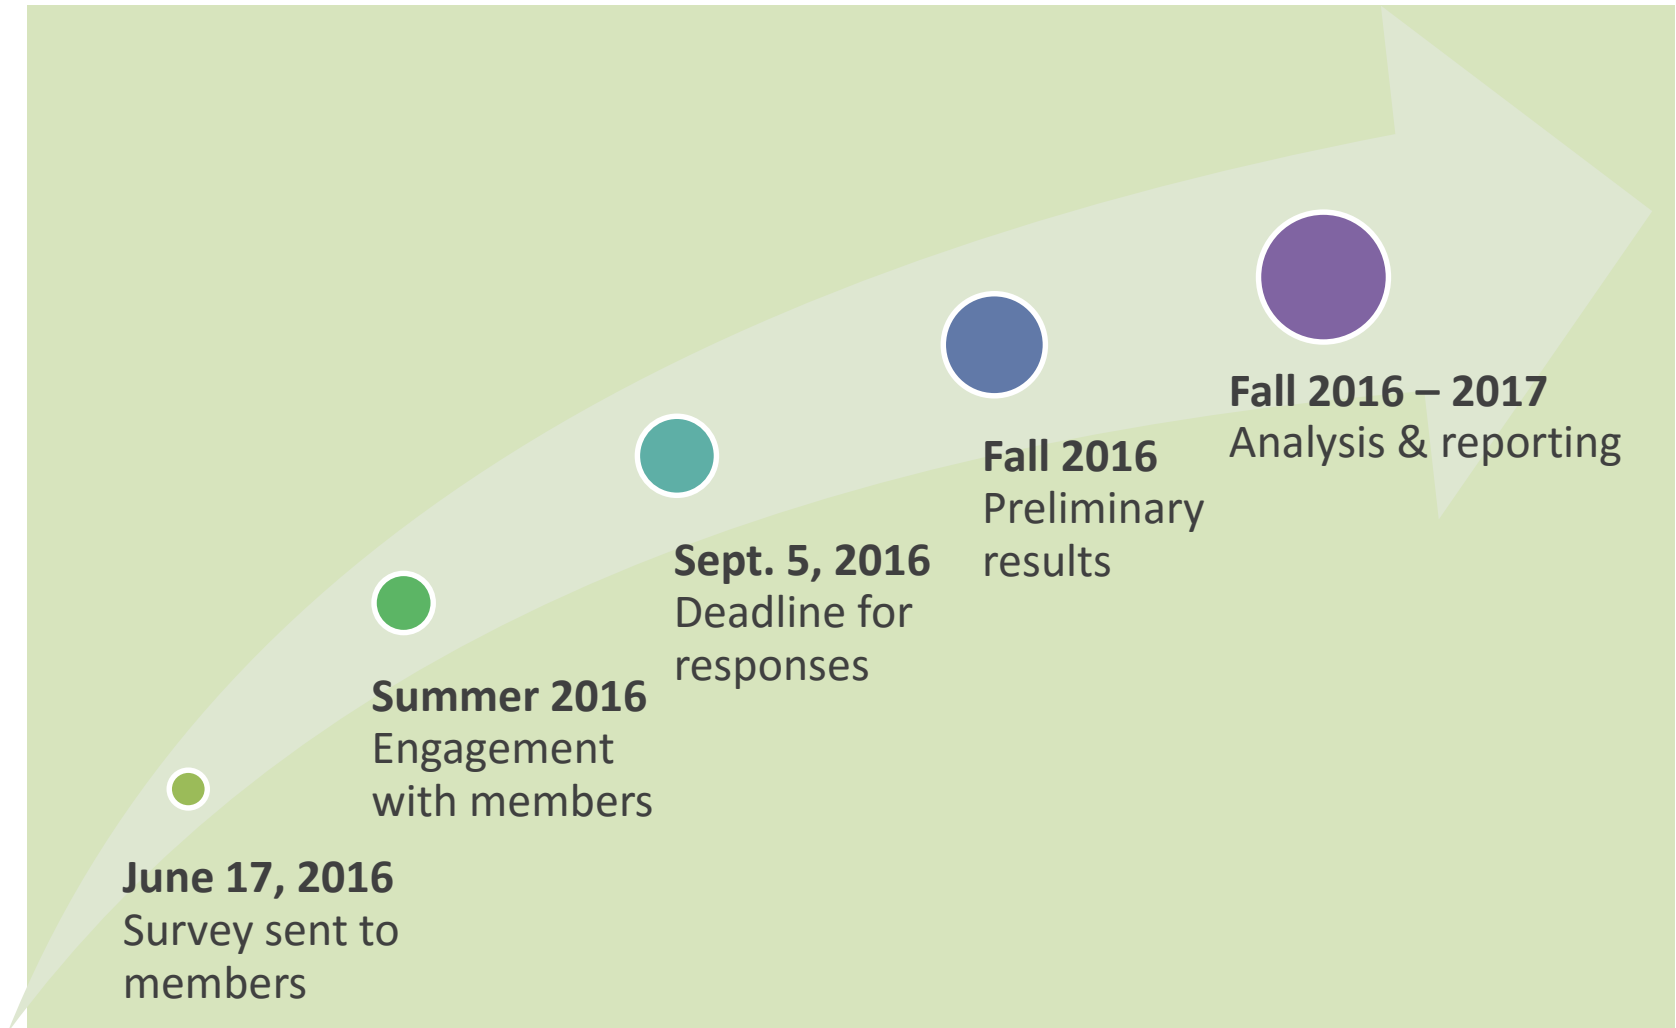 June 17, 2016
Survey sent to
members
Summer 2016
Engagement
with members
Sept. 5, 2016
Deadline for
responses
Fall 2016
Preliminary
results
Fall 2016 – 2017
Analysis & reporting